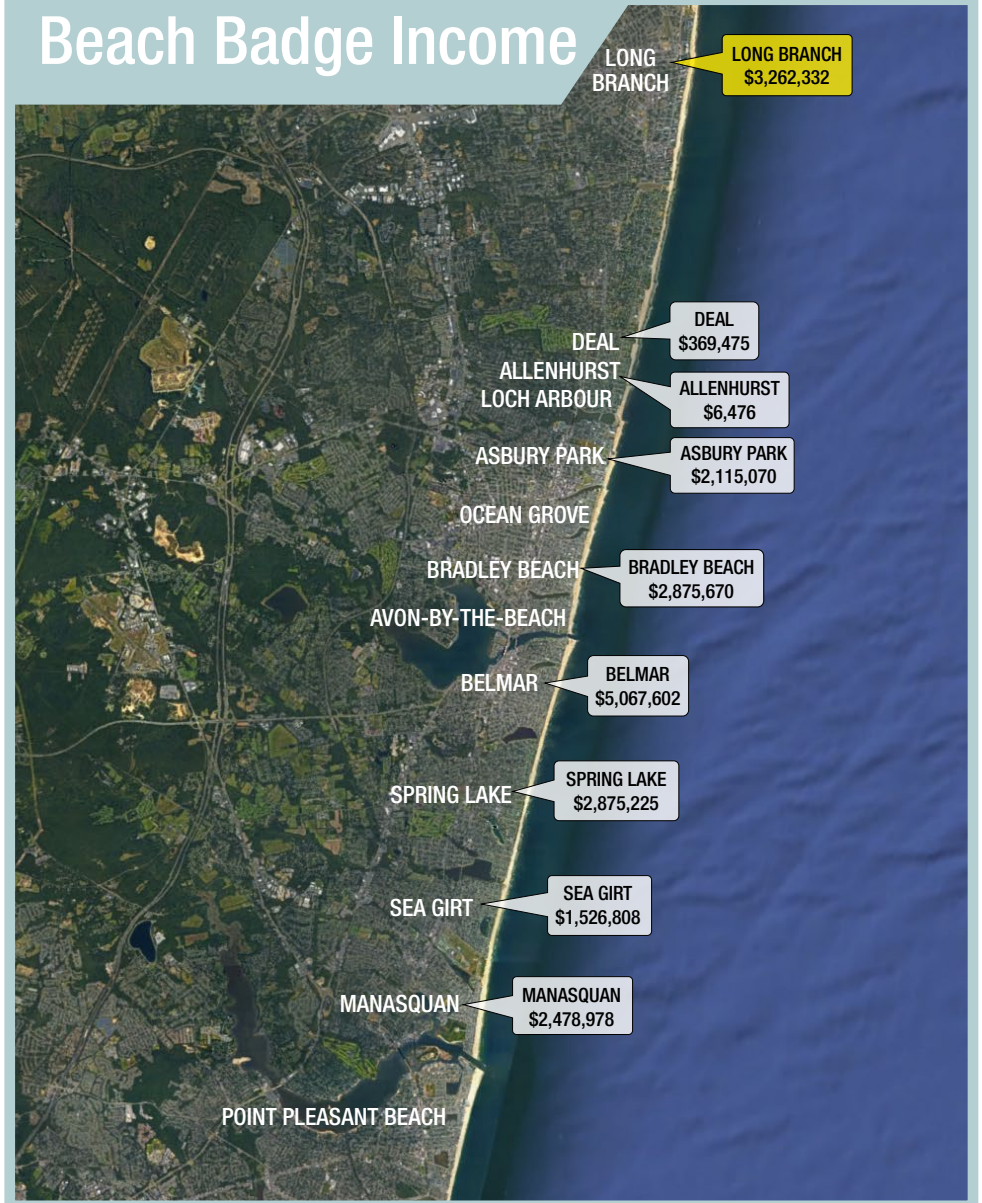 Beach Badge Income
LONG
BRANCH
LONG BRANCH
$3,262,332
DEAL
DEAL
$369,475
ALLENHURST
ALLENHURST
$6,476
LOCH ARBOUR
ASBURY PARK
ASBURY PARK
$2,115,070
OCEAN GROVE
BRADLEY BEACH
BRADLEY BEACH
$2,875,670
AVON-BY-THE-BEACH
BELMAR
BELMAR
$5,067,602
SPRING LAKE
SPRING LAKE
$2,875,225
SEA GIRT
SEA GIRT
$1,526,808
MANASQUAN
MANASQUAN
$2,478,978
POINT PLEASANT BEACH